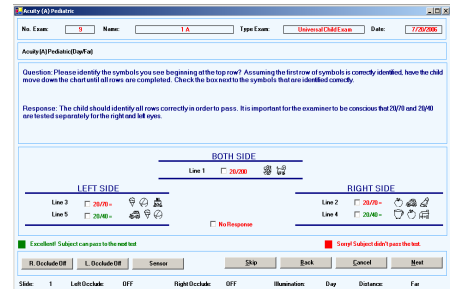 Acuity (A) Pediatric
No. Exam: 9 Name: 1 A Type Exam: Universal Child Exam Date: 7/20/2006
Acuity (A) Pediatric (Day/Far)
Question: Please identify the symbols you see beginning at the top row? Assuming the first row of symbols is correctly identified, have the child
move down the chart until all rows are completed. Check the box next to the symbols that are identified correctly.
Response: The child should identify all rows correctly in order to pass. It is important for the examiner to be conscious that 20/70 and 20/40
are tested separately for the right and left eyes.
BOTH SIDE
Line 1 20/200
LEFT SIDE RIGHT SIDE
Line 3 20/70 = Line 2 20/70 =
Line 5 20/40 = Line 4 20/40 =
No Response
Excellent! Subject can pass to the next test Sorry! Subject didn't pass the test.
R. Occlude Off L. Occlude Off Sensor Skip Back Cancel Next
Slide: 1 Left Occlude: OFF Right Occlude: OFF Illumination: Day Distance: Far